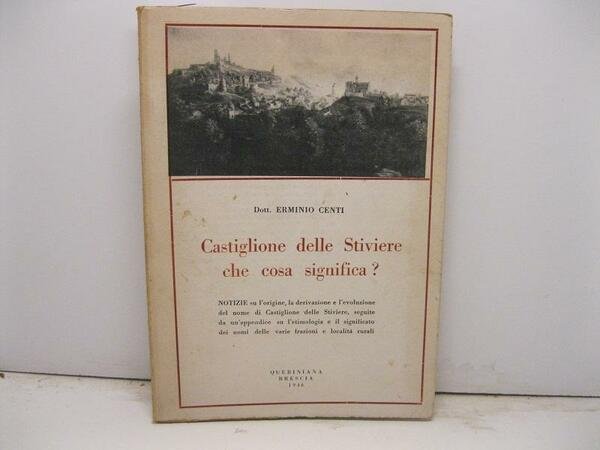 Dott. ERMINIO CENTI
Castiglione delle Stiviere
che cosa significa ?
NOTIZIE su l'origine, la derivazione e l'evoluzione
del nome di Castiglione delle Stiviere, seguite
da un'appendice su l'etimologia e il significato
dei nomi delle varie frazioni e località rurali
QUERINIANA
BRESCIA
1946